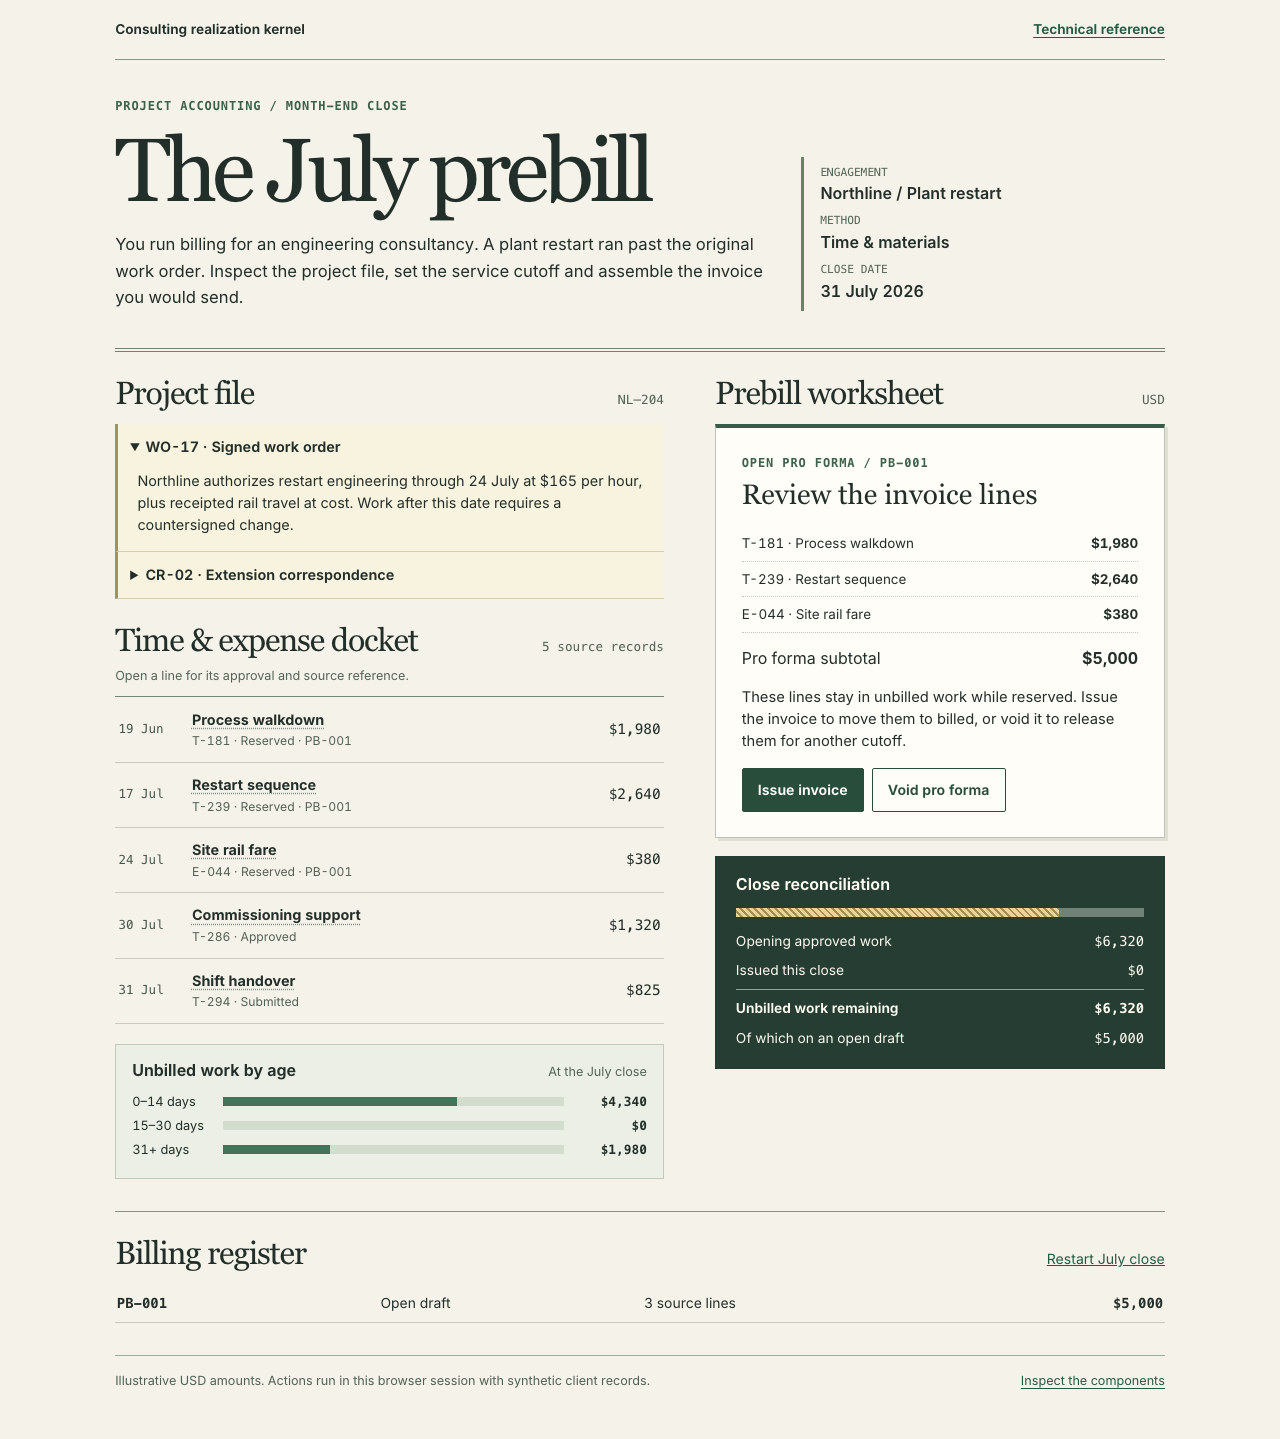 Consulting realization kernel
Technical reference
PROJECT ACCOUNTING / MONTH–END CLOSE
The July prebill
You run billing for an engineering consultancy. A plant restart ran past the original
work order. Inspect the project file, set the service cutoff and assemble the invoice
you would send.
ENGAGEMENT
Northline / Plant restart
METHOD
Time & materials
CLOSE DATE
31 July 2026
Project file
NL–204
▼ WO-17 · Signed work order
Northline authorizes restart engineering through 24 July at $165 per hour,
plus receipted rail travel at cost. Work after this date requires a
countersigned change.
▶ CR-02 · Extension correspondence
Time & expense docket
5 source records
Open a line for its approval and source reference.
19 Jun
Process walkdown
T-181 · Reserved · PB-001
$1,980
17 Jul
Restart sequence
T-239 · Reserved · PB-001
$2,640
24 Jul
Site rail fare
E-044 · Reserved · PB-001
$380
30 Jul
Commissioning support
T-286 · Approved
$1,320
31 Jul
Shift handover
T-294 · Submitted
$825
Unbilled work by age
At the July close
0–14 days
$4,340
15–30 days
$0
31+ days
$1,980
Prebill worksheet
USD
OPEN PRO FORMA / PB–001
Review the invoice lines
T-181 · Process walkdown
$1,980
T-239 · Restart sequence
$2,640
E-044 · Site rail fare
$380
Pro forma subtotal
$5,000
These lines stay in unbilled work while reserved. Issue
the invoice to move them to billed, or void it to release
them for another cutoff.
Issue invoice
Void pro forma
Close reconciliation
Opening approved work
$6,320
Issued this close
$0
Unbilled work remaining
$6,320
Of which on an open draft
$5,000
Billing register
Restart July close
PB–001
Open draft
3 source lines
$5,000
Illustrative USD amounts. Actions run in this browser session with synthetic client records.
Inspect the components